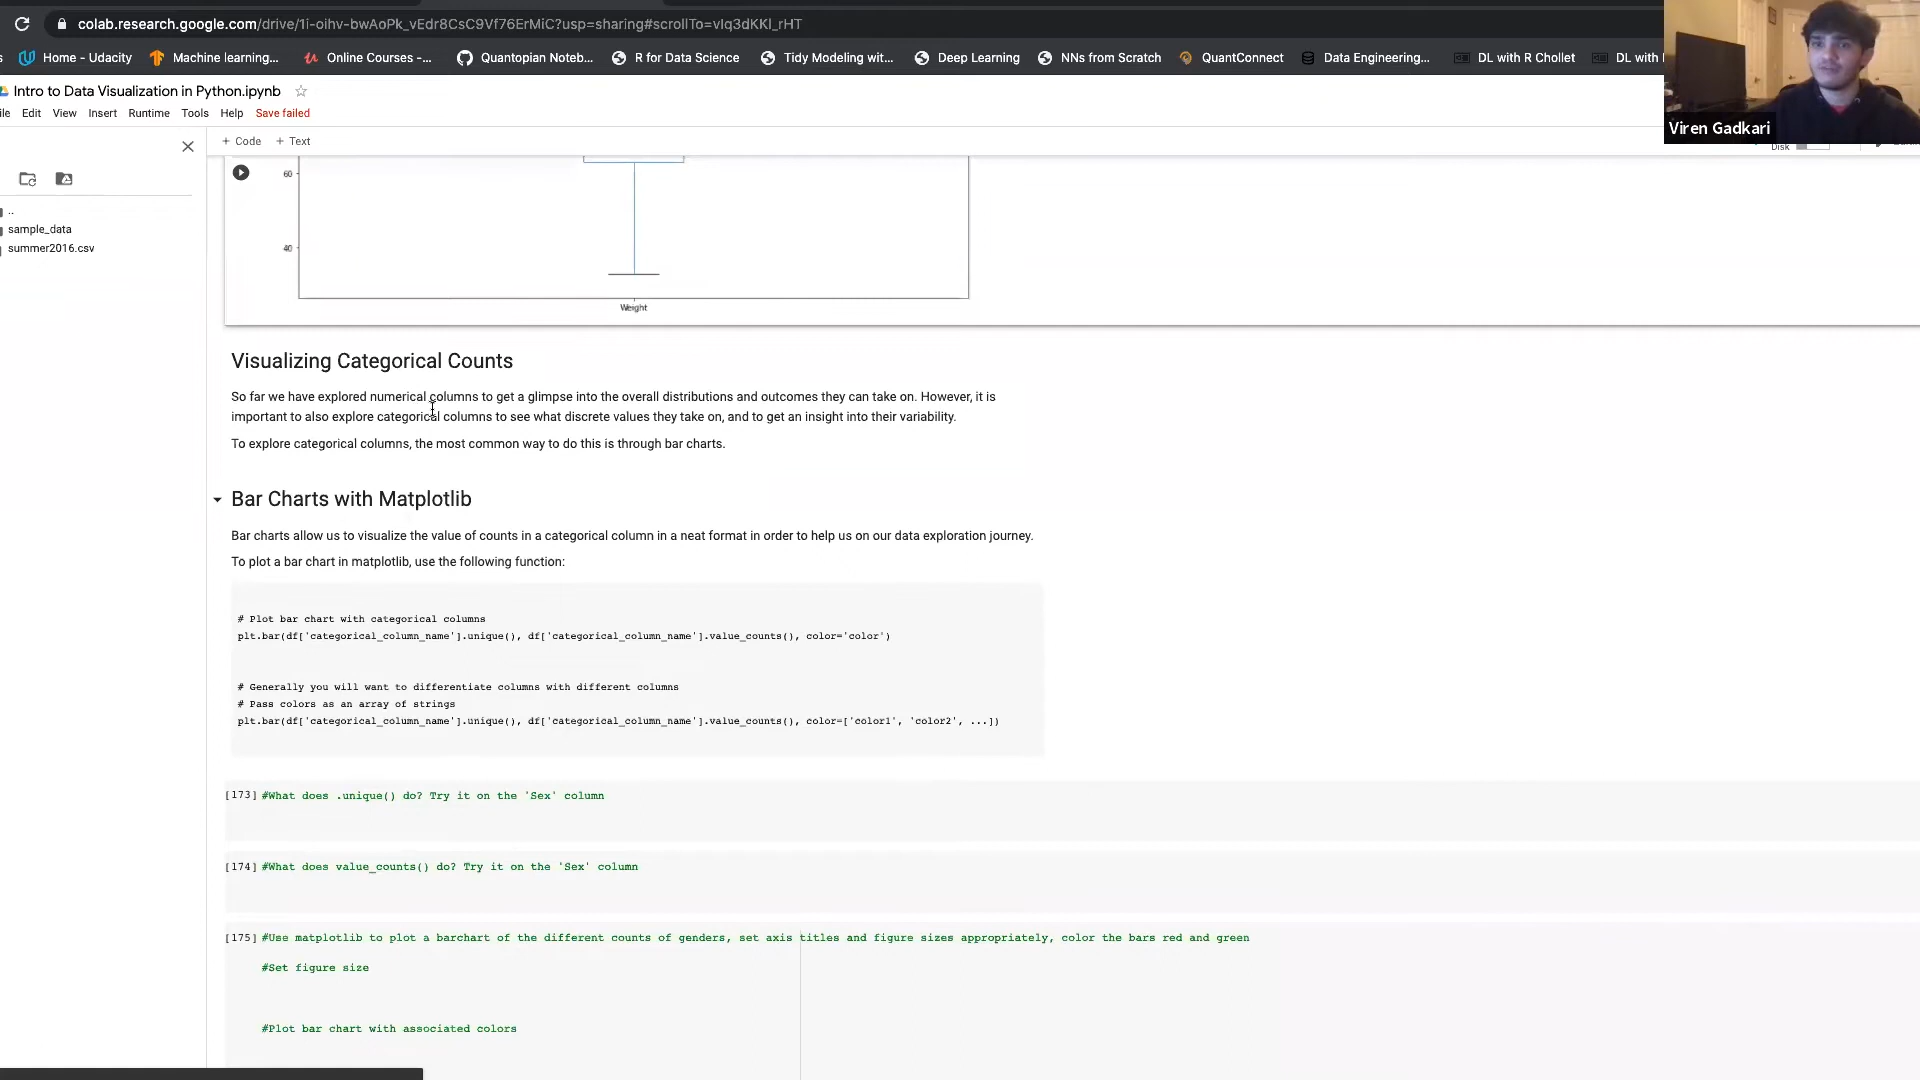 colab.research.google.com/drive/1i-oihv-bwAoPk_vEdr8CsC9Vf76ErMiC?usp=sharing#scrollTo=vIq3dKKI_rHT
Home - Udacity Machine learning... Online Courses -... Quantopian Noteb... R for Data Science Tidy Modeling wit... Deep Learning NNs from Scratch QuantConnect Data Engineering... DL with R Chollet DL with
Intro to Data Visualization in Python.ipynb
Edit View Insert Runtime Tools Help Save failed
Viren Gadkari
+ Code + Text
Disk
..
sample_data
summer2016.csv
60
40
Weight
Visualizing Categorical Counts
So far we have explored numerical columns to get a glimpse into the overall distributions and outcomes they can take on. However, it is
important to also explore categorical columns to see what discrete values they take on, and to get an insight into their variability.
To explore categorical columns, the most common way to do this is through bar charts.
Bar Charts with Matplotlib
Bar charts allow us to visualize the value of counts in a categorical column in a neat format in order to help us on our data exploration journey.
To plot a bar chart in matplotlib, use the following function:
# Plot bar chart with categorical columns
plt.bar(df['categorical_column_name'].unique(), df['categorical_column_name'].value_counts(), color='color')
# Generally you will want to differentiate columns with different columns
# Pass colors as an array of strings
plt.bar(df['categorical_column_name'].unique(), df['categorical_column_name'].value_counts(), color=['color1', 'color2', ...])
[173] #What does .unique() do? Try it on the 'Sex' column
[174] #What does value_counts() do? Try it on the 'Sex' column
[175] #Use matplotlib to plot a barchart of the different counts of genders, set axis titles and figure sizes appropriately, color the bars red and green
#Set figure size
#Plot bar chart with associated colors